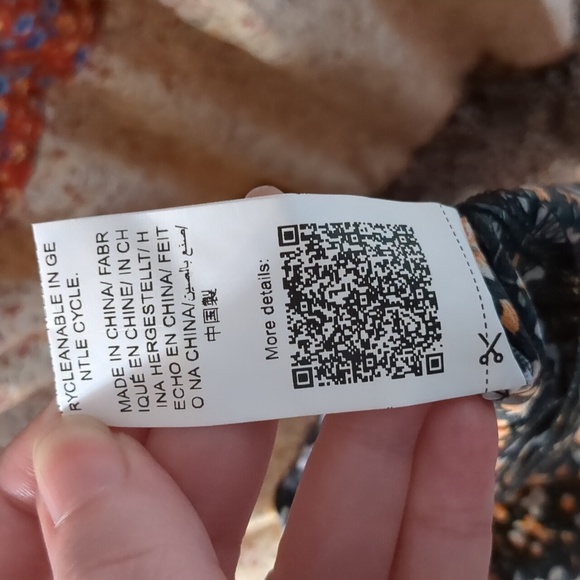 RYCLEANABLE IN GE
NTLE CYCLE.
MADE IN CHINA/ FABR
IQUÉ EN CHINE/ IN CH
INA HERGESTELLT/ H
ECHO EN CHINA/ FEIT
O NA CHINA/صنع بالصين/
中国製
More details: